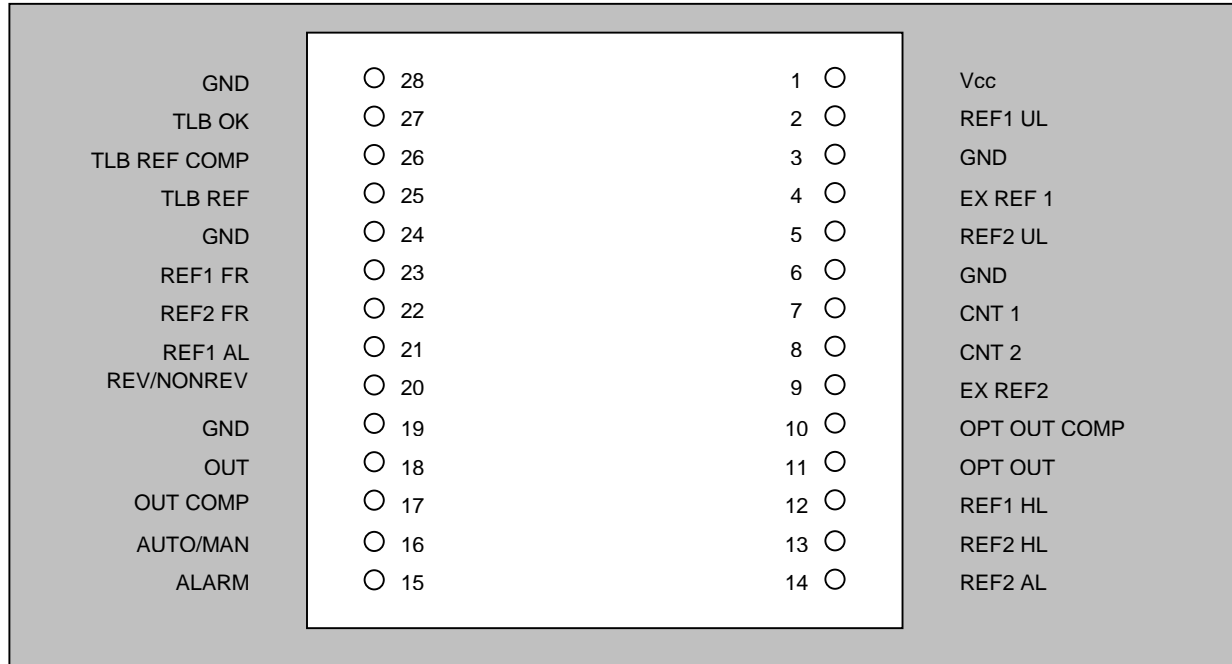 GND 28 1 Vcc
TLB OK 27 2 REF1 UL
TLB REF COMP 26 3 GND
TLB REF 25 4 EX REF 1
GND 24 5 REF2 UL
REF1 FR 23 6 GND
REF2 FR 22 7 CNT 1
REF1 AL 21 8 CNT 2
REV/NONREV 20 9 EX REF2
GND 19 10 OPT OUT COMP
OUT 18 11 OPT OUT
OUT COMP 17 12 REF1 HL
AUTO/MAN 16 13 REF2 HL
ALARM 15 14 REF2 AL